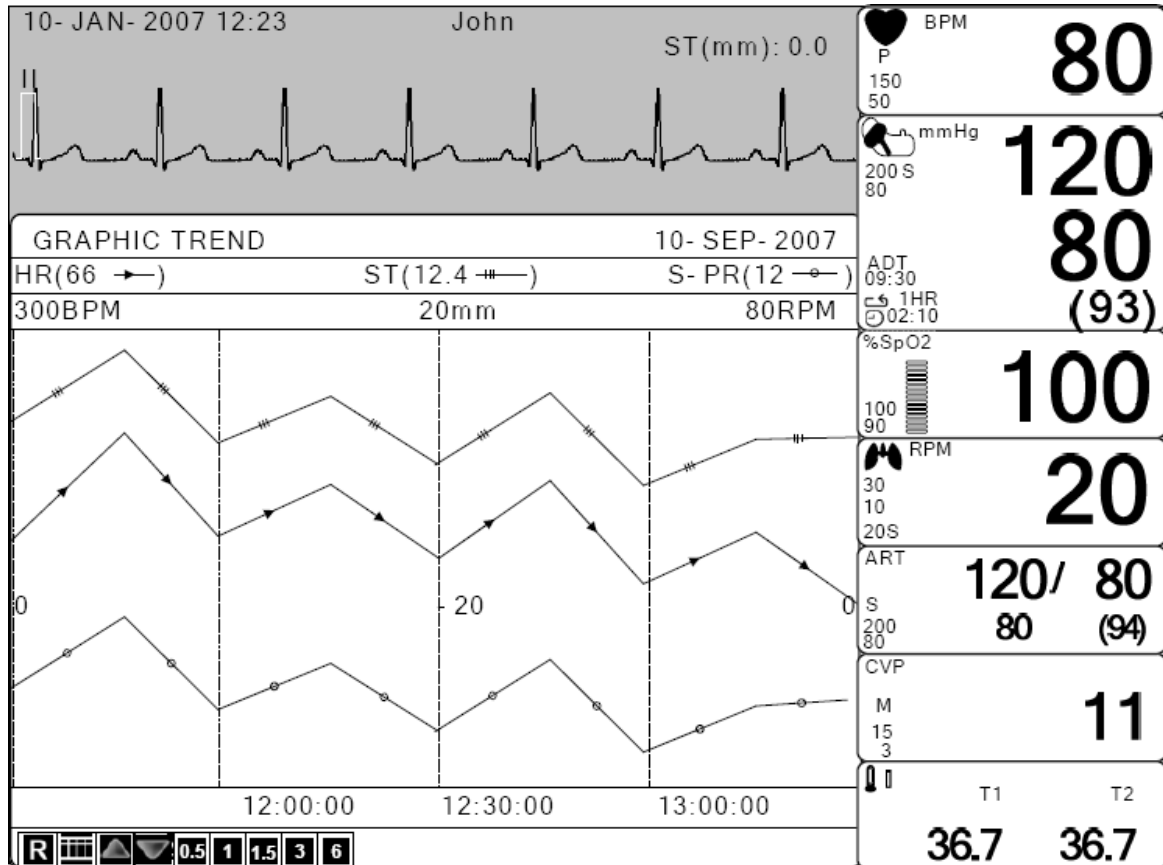 10- JAN- 2007 12:23 John
ST(mm): 0.0
II
GRAPHIC TREND 10- SEP- 2007
HR(66 ) ST(12.4 ) S- PR(12 )
300BPM 20mm 80RPM
0 - 20 0
12:00:00 12:30:00 13:00:00
R 0.5 1 1.5 3 6
BPM
P
150
50
80
mmHg
200 S
80
120
80
ADT
09:30
1HR
02:10
(93)
%SpO2
100
90
100
RPM
30
10
20S
20
ART
S
200
80
120/ 80
80 (94)
CVP
M
15
3
11
T1 T2
36.7 36.7